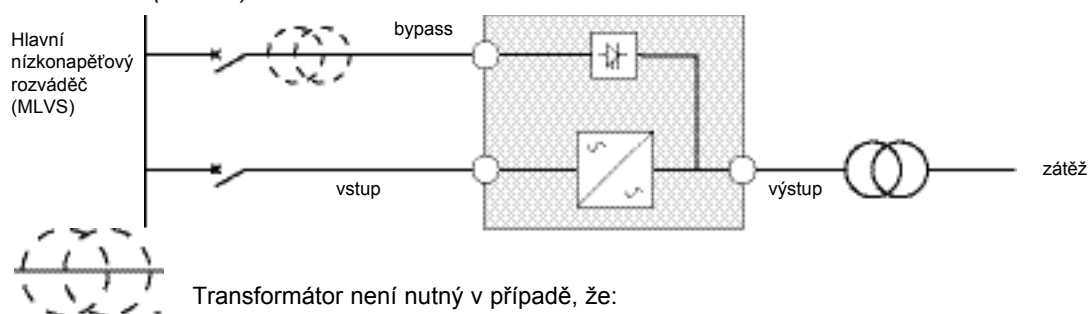 Hlavní
nízkonapěťový
rozváděč
(MLVS)
bypass
vstup
výstup
zátěž
Transformátor není nutný v případě, že: